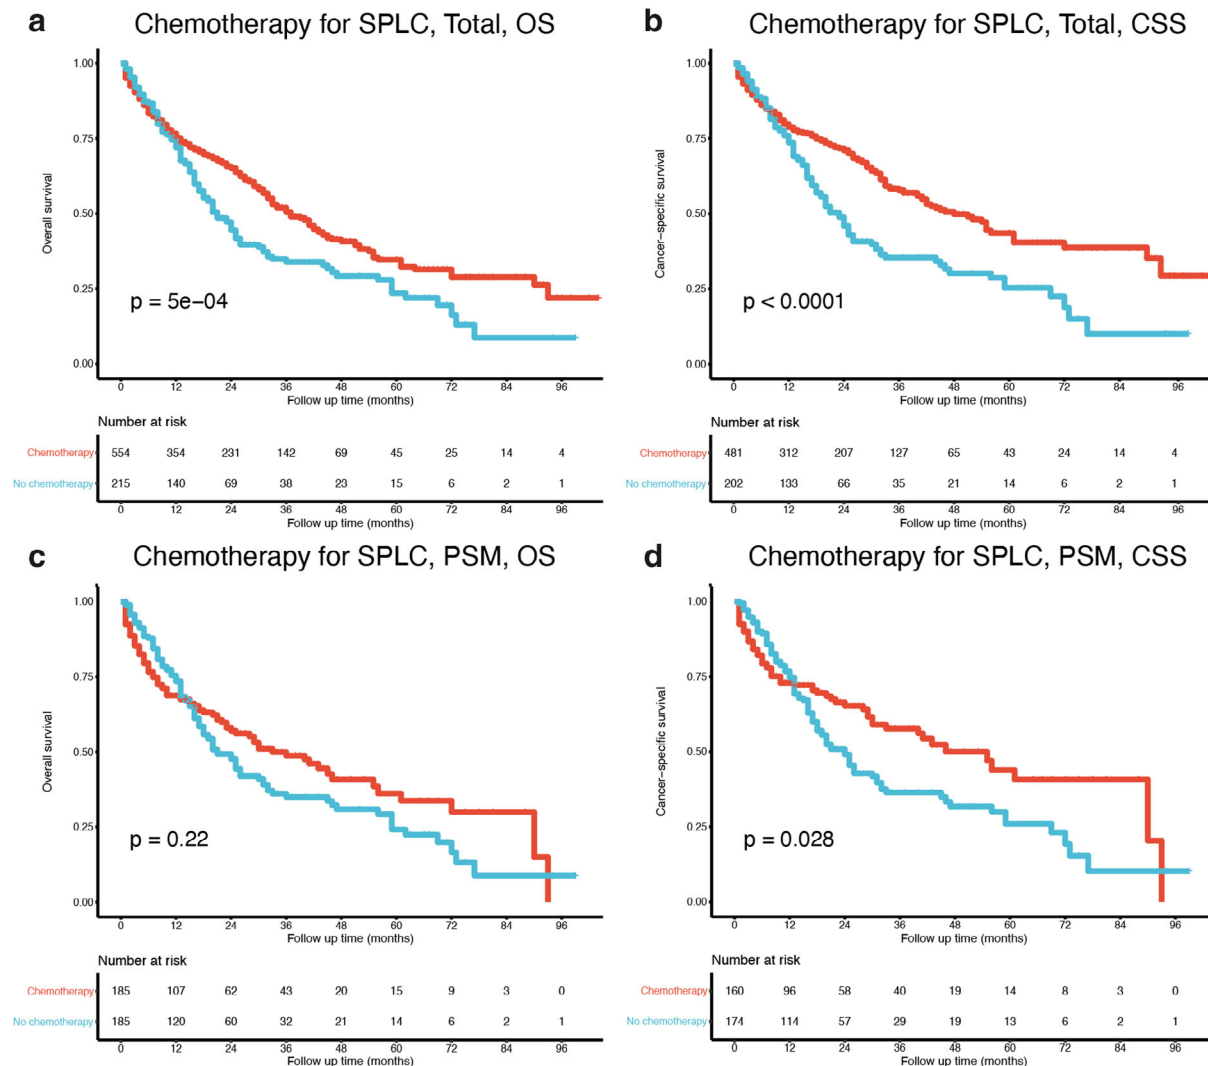 a Chemotherapy for SPLC, Total, OS
1.00
0.75
0.50
0.25
0.00
Overall survival
p = 5e−04
0 12 24 36 48 60 72 84 96
Follow up time (months)
Number at risk
Chemotherapy 554 354 231 142 69 45 25 14 4
No chemotherapy 215 140 69 38 23 15 6 2 1
0 12 24 36 48 60 72 84 96
Follow up time (months)
b Chemotherapy for SPLC, Total, CSS
1.00
0.75
0.50
0.25
0.00
Cancer−specific survival
p < 0.0001
0 12 24 36 48 60 72 84 96
Follow up time (months)
Number at risk
Chemotherapy 481 312 207 127 65 43 24 14 4
No chemotherapy 202 133 66 35 21 14 6 2 1
0 12 24 36 48 60 72 84 96
Follow up time (months)
c Chemotherapy for SPLC, PSM, OS
1.00
0.75
0.50
0.25
0.00
Overall survival
p = 0.22
0 12 24 36 48 60 72 84 96
Follow up time (months)
Number at risk
Chemotherapy 185 107 62 43 20 15 9 3 0
No chemotherapy 185 120 60 32 21 14 6 2 1
0 12 24 36 48 60 72 84 96
Follow up time (months)
d Chemotherapy for SPLC, PSM, CSS
1.00
0.75
0.50
0.25
0.00
Cancer−specific survival
p = 0.028
0 12 24 36 48 60 72 84 96
Follow up time (months)
Number at risk
Chemotherapy 160 96 58 40 19 14 8 3 0
No chemotherapy 174 114 57 29 19 13 6 2 1
0 12 24 36 48 60 72 84 96
Follow up time (months)